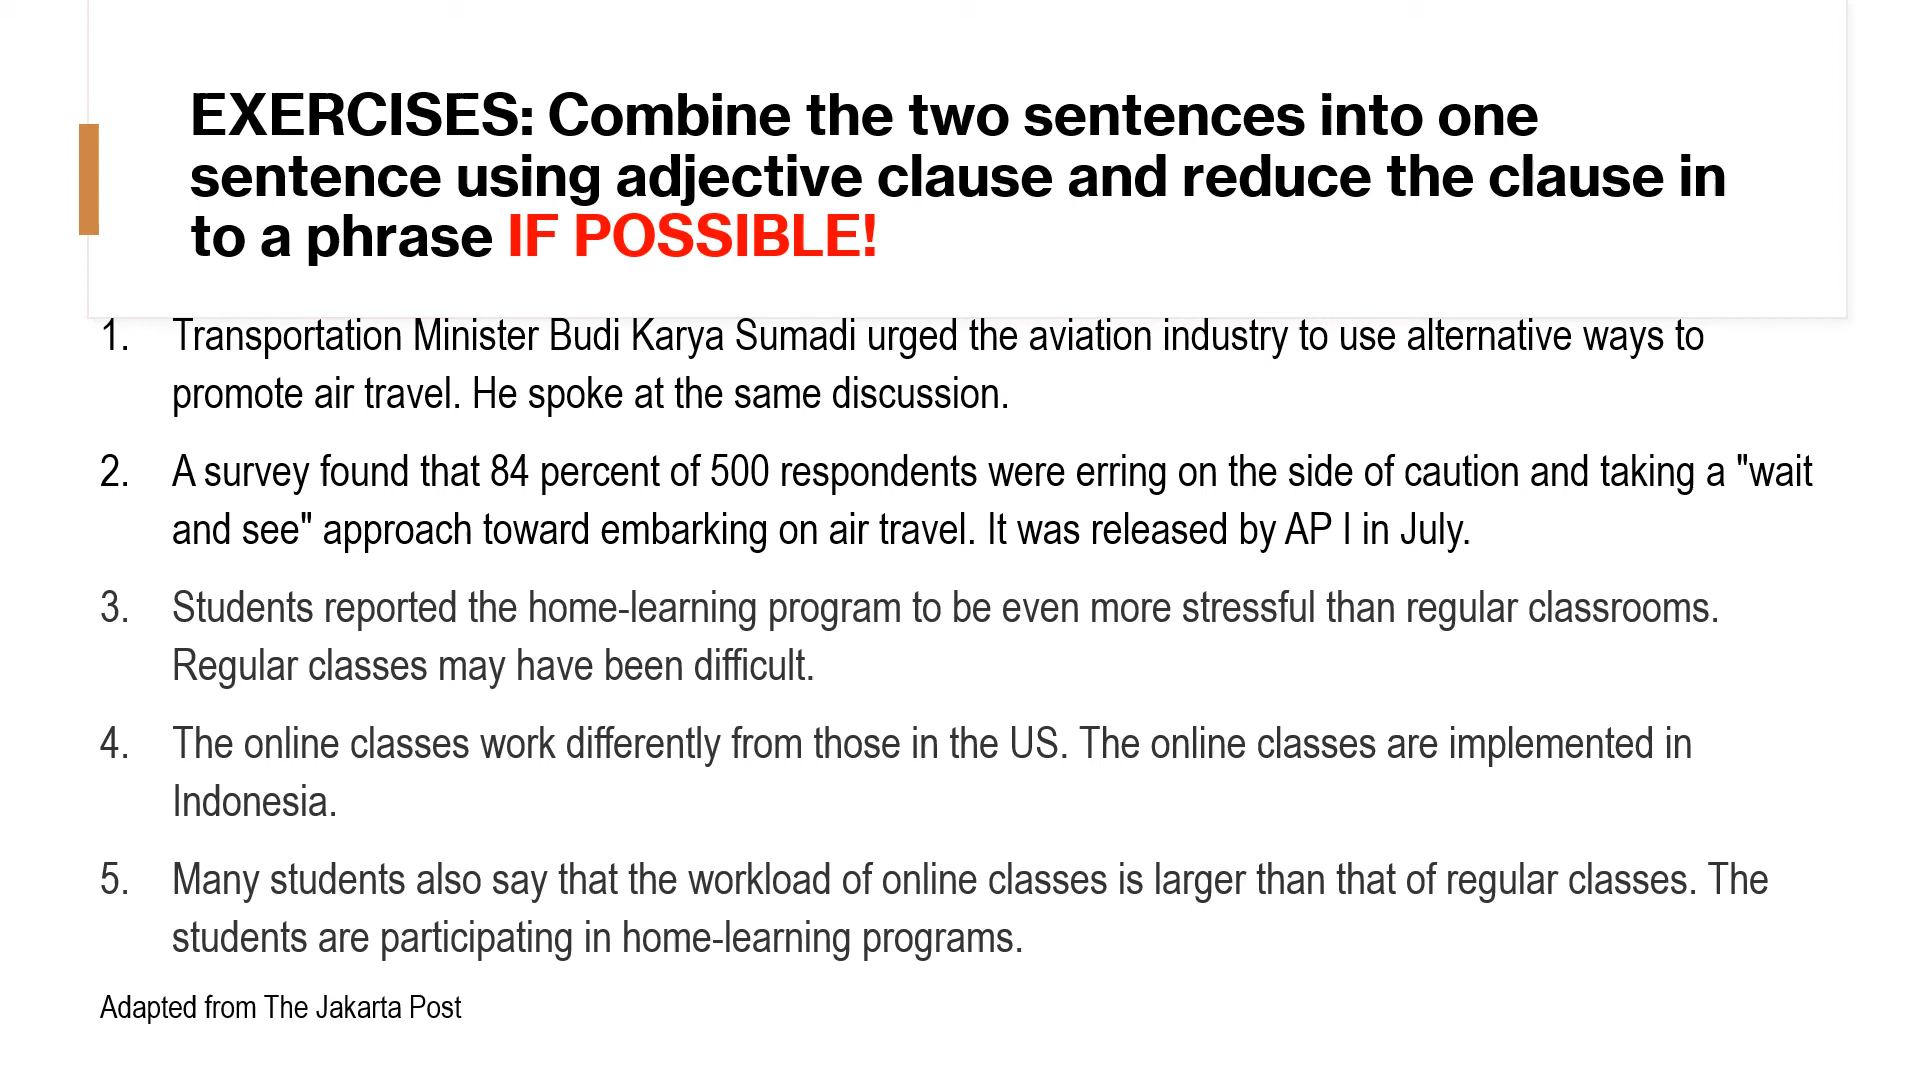 EXERCISES: Combine the two sentences into one
sentence using adjective clause and reduce the clause in
to a phrase IF POSSIBLE!
1. Transportation Minister Budi Karya Sumadi urged the aviation industry to use alternative ways to
promote air travel. He spoke at the same discussion.
2. A survey found that 84 percent of 500 respondents were erring on the side of caution and taking a "wait
and see" approach toward embarking on air travel. It was released by AP I in July.
3. Students reported the home-learning program to be even more stressful than regular classrooms.
Regular classes may have been difficult.
4. The online classes work differently from those in the US. The online classes are implemented in
Indonesia.
5. Many students also say that the workload of online classes is larger than that of regular classes. The
students are participating in home-learning programs.
Adapted from The Jakarta Post